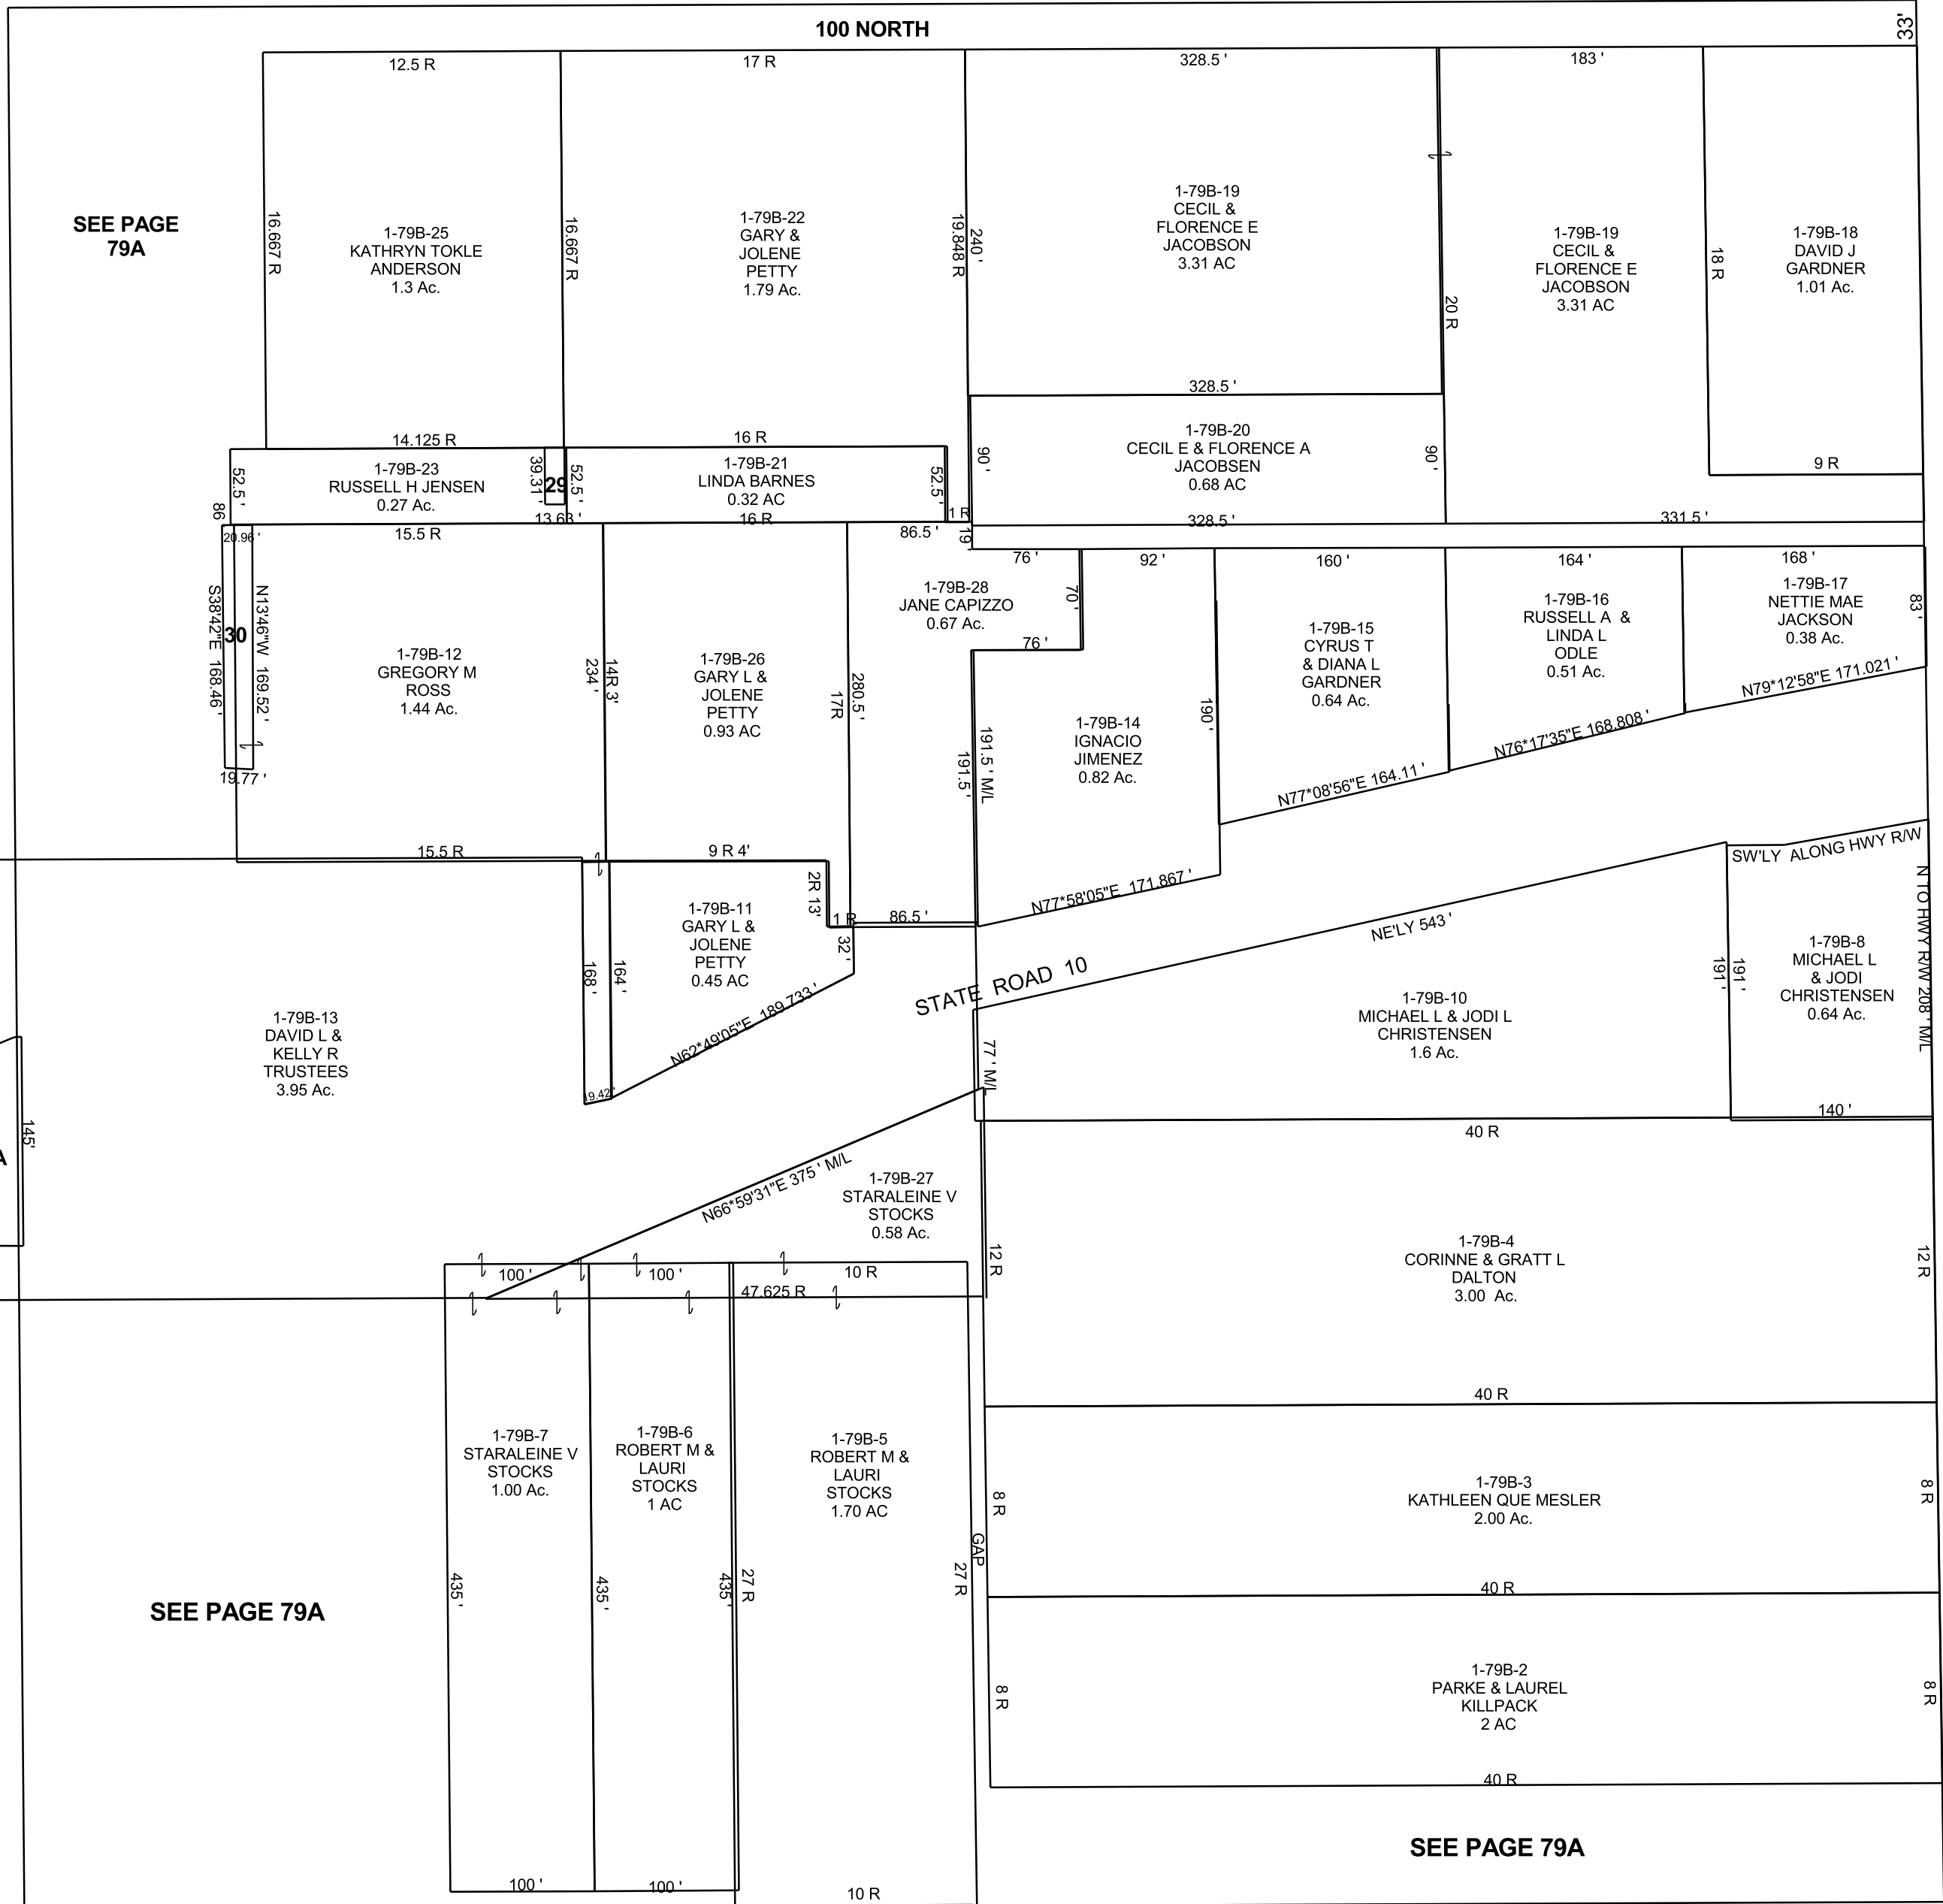 100 NORTH
33'
12.5 R
17 R
328.5 '
183 '
SEE PAGE
79A
16.667 R
1-79B-25
KATHRYN TOKLE
ANDERSON
1.3 Ac.
16.667 R
1-79B-22
GARY &
JOLENE
PETTY
1.79 Ac.
19.848 R
240 '
1-79B-19
CECIL &
FLORENCE E
JACOBSON
3.31 AC
20 R
1-79B-19
CECIL &
FLORENCE E
JACOBSON
3.31 AC
18 R
1-79B-18
DAVID J
GARDNER
1.01 Ac.
328.5 '
9 R
14.125 R
16 R
52.5 '
1-79B-23
RUSSELL H JENSEN
0.27 Ac.
39.31 '
29
52.5 '
1-79B-21
LINDA BARNES
0.32 AC
52.5 '
90 '
1-79B-20
CECIL E & FLORENCE A
JACOBSEN
0.68 AC
90 '
86
13.63 '
16 R
1 R
328.5 '
331.5 '
20.96 '
15.5 R
86.5 '
19 '
76 '
92 '
160 '
164 '
168 '
S38'42"E 168.46 '
30
N13'46"W 169.52 '
19.77 '
1-79B-12
GREGORY M
ROSS
1.44 Ac.
234 '
14R 3'
1-79B-26
GARY L &
JOLENE
PETTY
0.93 AC
17R
280.5 '
1-79B-28
JANE CAPIZZO
0.67 Ac.
70 '
76 '
191.5 '
191.5 ' M/L
1-79B-14
IGNACIO
JIMENEZ
0.82 Ac.
190 '
1-79B-15
CYRUS T
& DIANA L
GARDNER
0.64 Ac.
1-79B-16
RUSSELL A &
LINDA L
ODLE
0.51 Ac.
1-79B-17
NETTIE MAE
JACKSON
0.38 Ac.
83 '
N79*12'58"E 171.021 '
N76*17'35"E 168.808 '
N77*08'56"E 164.11 '
N77*58'05"E 171.867 '
15.5 R
9 R 4'
2R 13'
1 R
86.5 '
32 '
1-79B-11
GARY L &
JOLENE
PETTY
0.45 AC
168 '
164 '
N62*49'05"E 189.733 '
19.42 '
STATE ROAD 10
NE'LY 543 '
SW'LY ALONG HWY R/W
N TO HWY R/W 208 ' M/L
1-79B-13
DAVID L &
KELLY R
TRUSTEES
3.95 Ac.
145'
A
77 ' M/L
1-79B-10
MICHAEL L & JODI L
CHRISTENSEN
1.6 Ac.
191 '
191 '
1-79B-8
MICHAEL L
& JODI
CHRISTENSEN
0.64 Ac.
140 '
40 R
N66*59'31"E 375 ' M/L
1-79B-27
STARALEINE V
STOCKS
0.58 Ac.
12 R
1-79B-4
CORINNE & GRATT L
DALTON
3.00 Ac.
12 R
100 '
100 '
10 R
47.625 R
40 R
1-79B-7
STARALEINE V
STOCKS
1.00 Ac.
1-79B-6
ROBERT M &
LAURI
STOCKS
1 AC
1-79B-5
ROBERT M &
LAURI
STOCKS
1.70 AC
8 R
1-79B-3
KATHLEEN QUE MESLER
2.00 Ac.
8 R
GAP
SEE PAGE 79A
435 '
435 '
435 '
27 R
27 R
40 R
8 R
1-79B-2
PARKE & LAUREL
KILLPACK
2 AC
8 R
40 R
SEE PAGE 79A
100 '
100 '
10 R